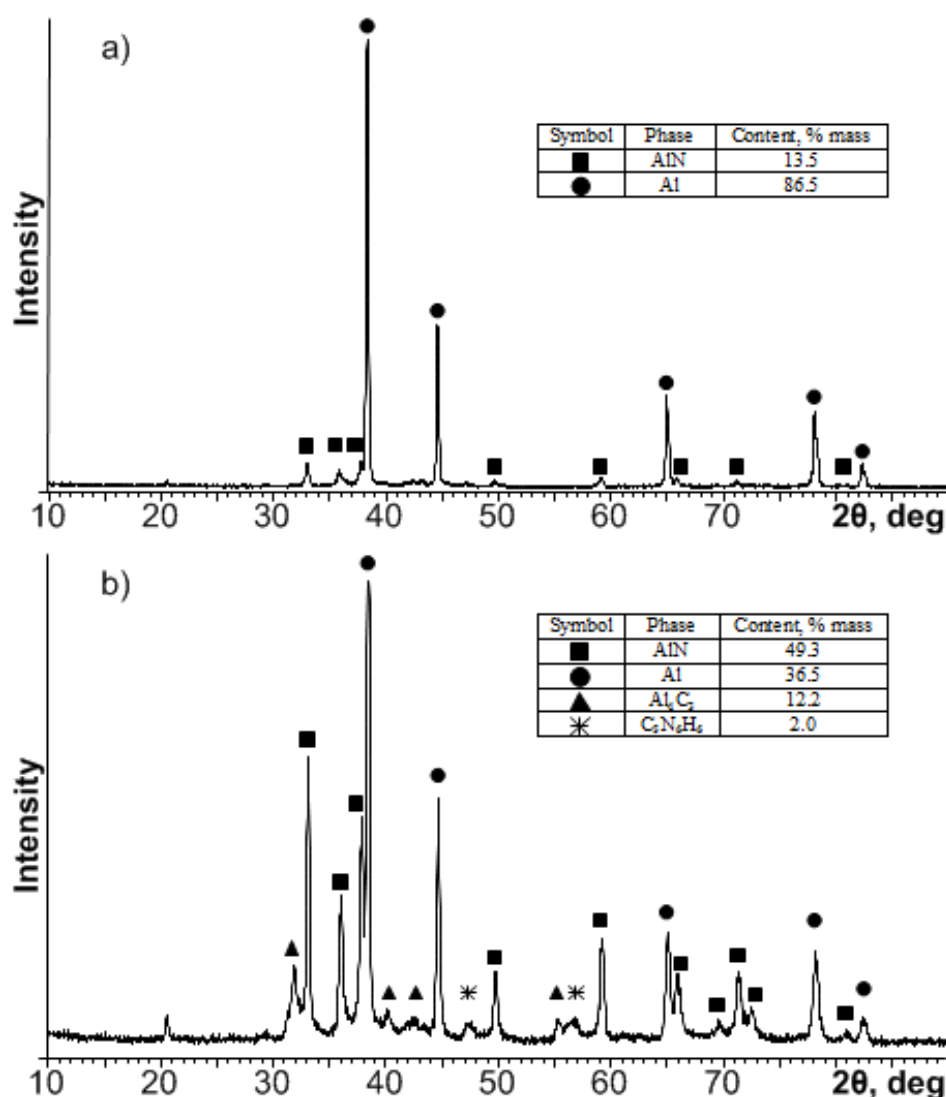 a)
Intensity
Symbol Phase Content, % mass
■ AlN 13.5
● Al 86.5
10 20 30 40 50 60 70 2θ, deg
b)
Intensity
Symbol Phase Content, % mass
■ AlN 49.3
● Al 36.5
▲ Al₄C₃ 12.2
✳ C₃N₆H₆ 2.0
10 20 30 40 50 60 70 2θ, deg